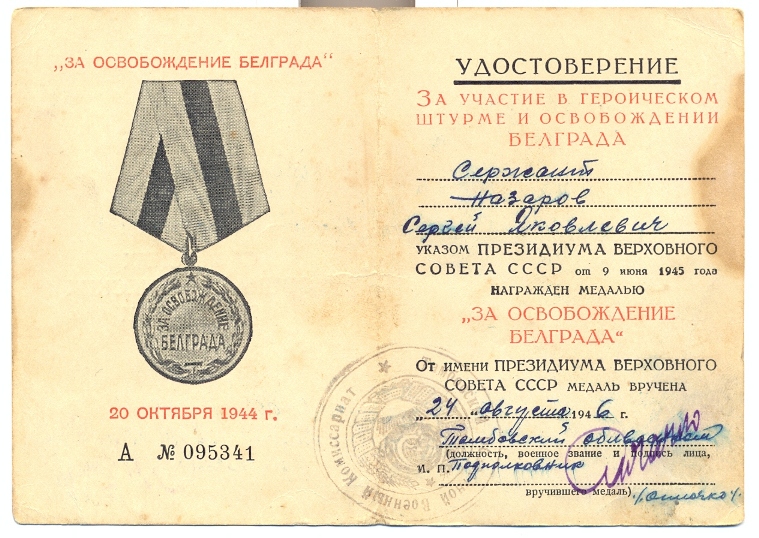 „ЗА ОСВОБОЖДЕНИЕ БЕЛГРАДА“
ЗА ОСВОБОЖДЕНИЕ
БЕЛГРАДА
20 ОКТЯБРЯ 1944 г.
А № 095341
УДОСТОВЕРЕНИЕ
ЗА УЧАСТИЕ В ГЕРОИЧЕСКОМ
ШТУРМЕ И ОСВОБОЖДЕНИИ
БЕЛГРАДА
Сержант
Назаров
Сергей Яковлевич
УКАЗОМ ПРЕЗИДИУМА ВЕРХОВНОГО
СОВЕТА СССР от 9 июня 1945 года
НАГРАЖДЕН МЕДАЛЬЮ
„ЗА ОСВОБОЖДЕНИЕ
БЕЛГРАДА“
От имени ПРЕЗИДИУМА ВЕРХОВНОГО
СОВЕТА СССР МЕДАЛЬ ВРУЧЕНА
„24“ августа 1946 г.
Тамбовский облвоенком
(должность, военное звание и подпись лица,
И. П. Подполковник
вручившего медаль)
Военный Комиссариат